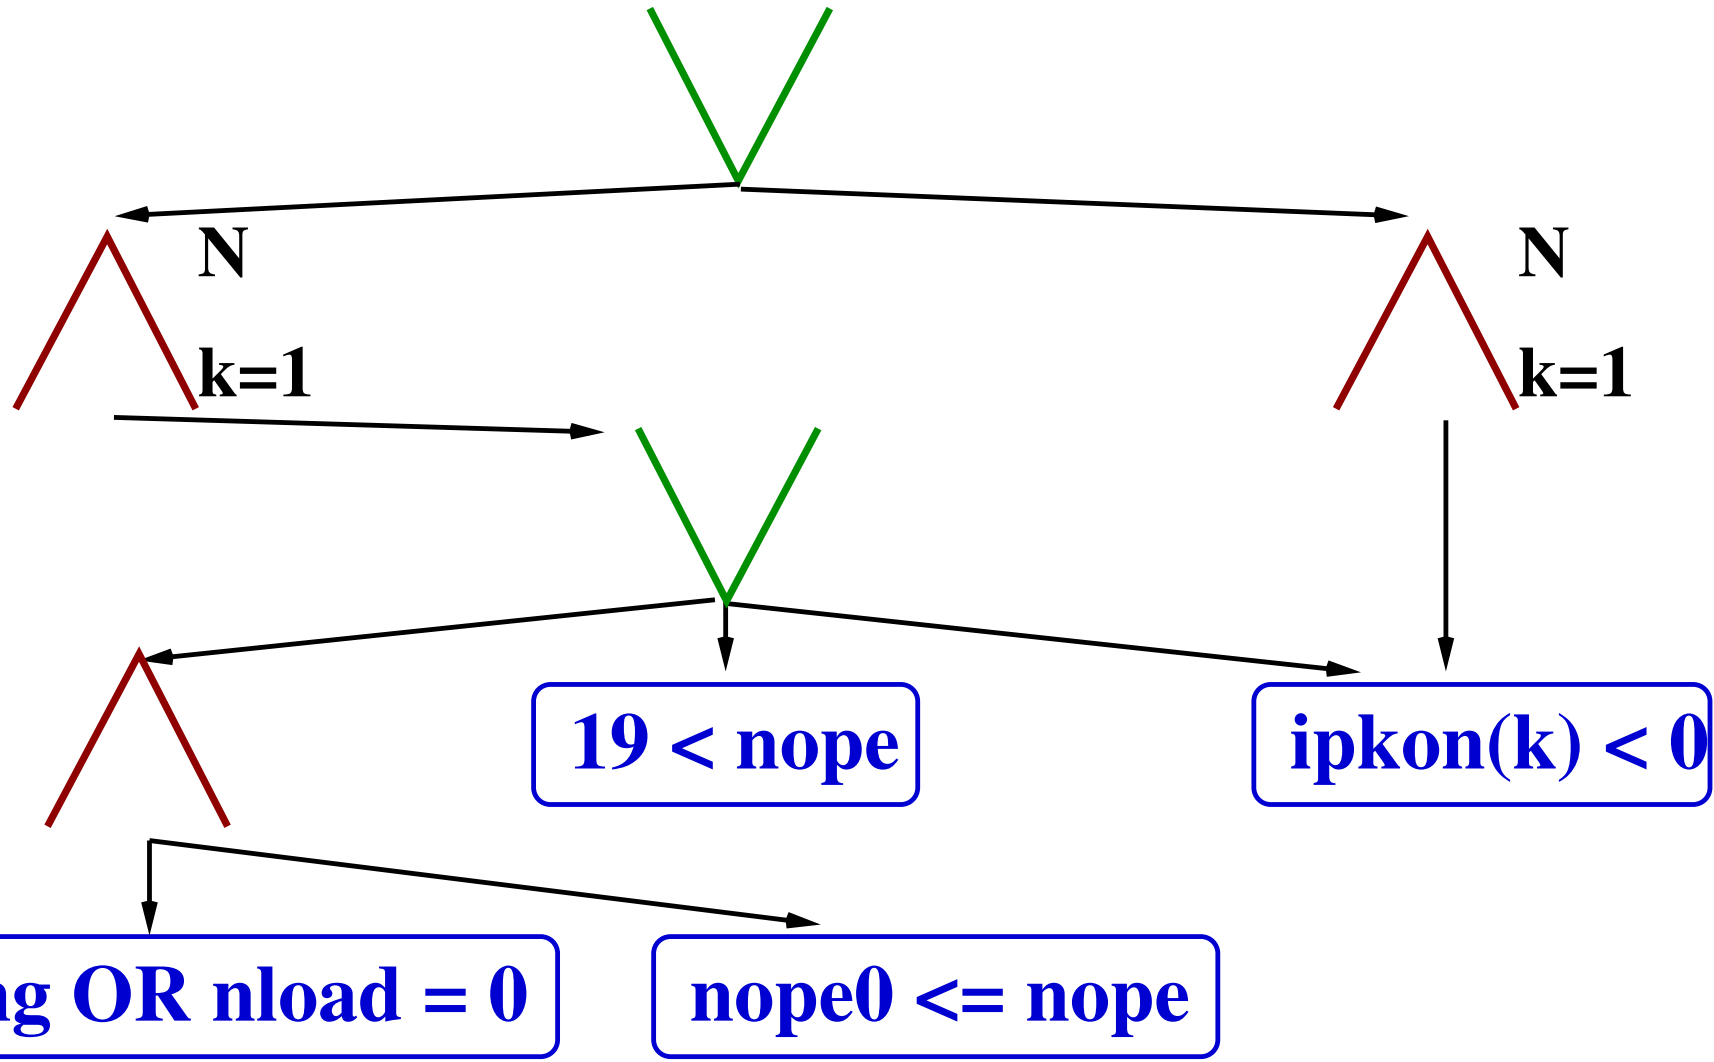 N
N
k=1
k=1
19 < nope
ipkon(k) < 0
OR nload = 0
nope0 <= nope